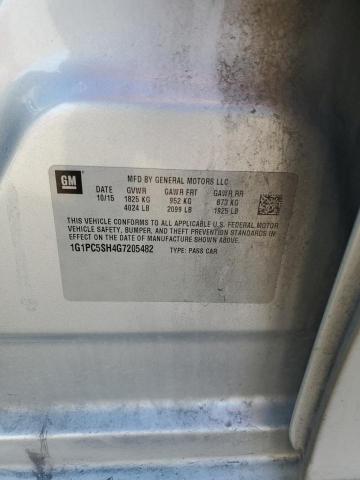 GM
MFD BY GENERAL MOTORS LLC
DATE GVWR GAWR FRT GAWR RR
10/15 1825 KG 952 KG 873 KG
4024 LB 2099 LB 1925 LB
THIS VEHICLE CONFORMS TO ALL APPLICABLE U.S. FEDERAL MOTOR
VEHICLE SAFETY, BUMPER, AND THEFT PREVENTION STANDARDS IN
EFFECT ON THE DATE OF MANUFACTURE SHOWN ABOVE.
1G1PC5SH4G7205482 TYPE: PASS CAR